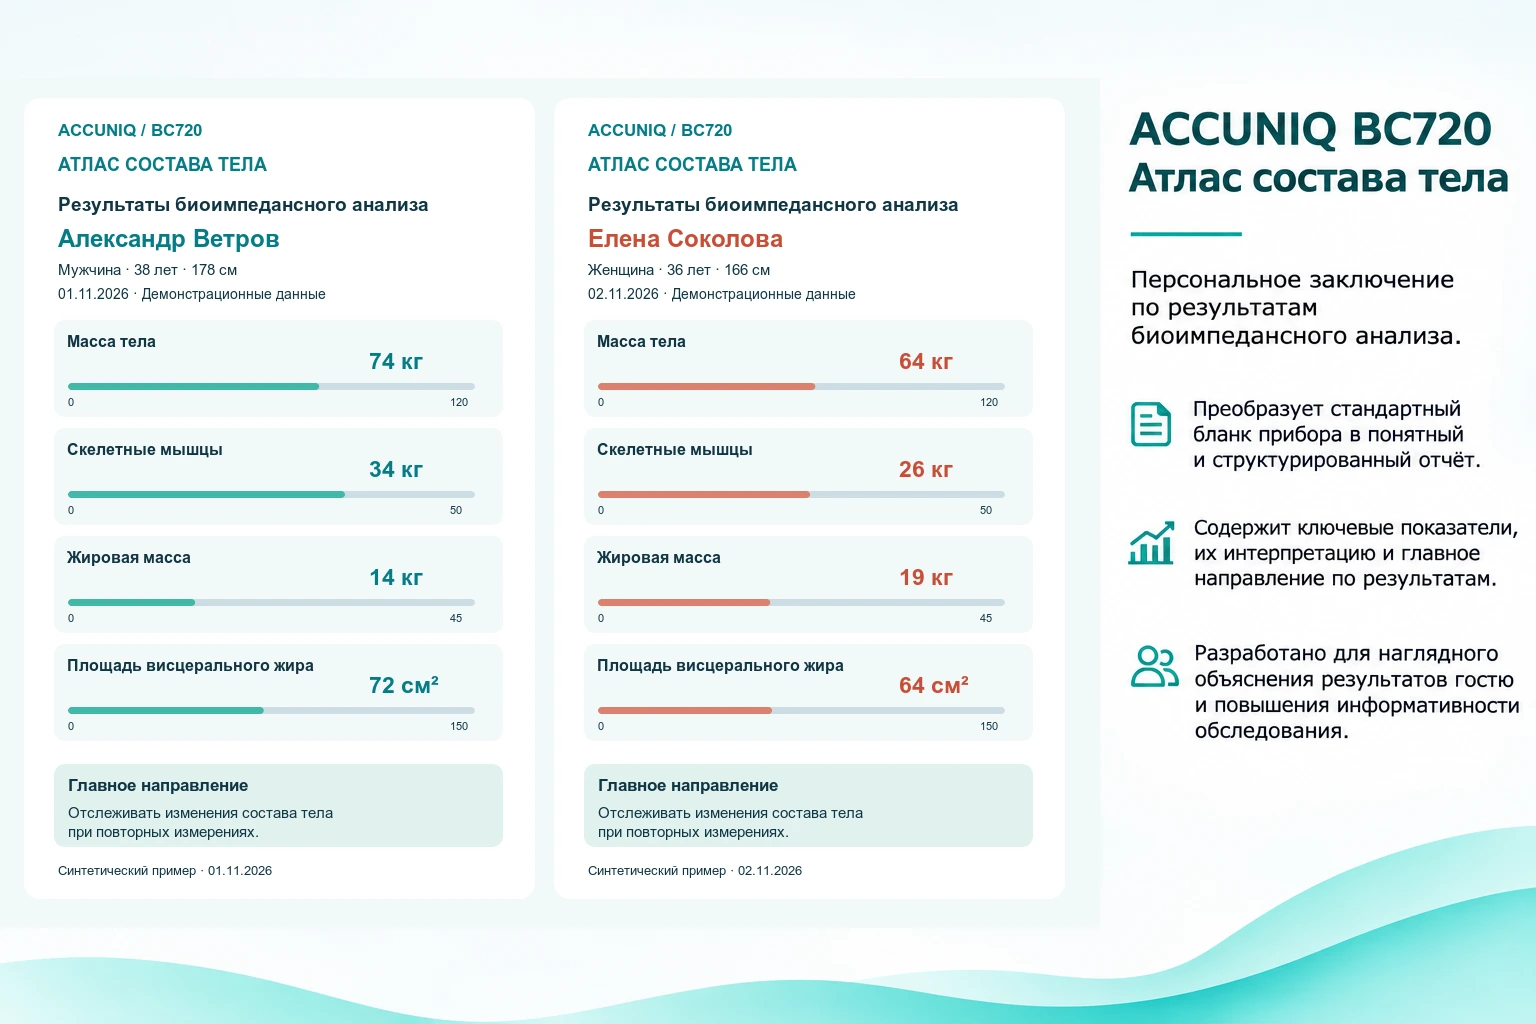 ACCUNIQ / BC720
АТЛАС СОСТАВА ТЕЛА
Результаты биоимпедансного анализа
Александр Ветров
Мужчина · 38 лет · 178 см
01.11.2026 · Демонстрационные данные
Масса тела
74 кг
0 120
Скелетные мышцы
34 кг
0 50
Жировая масса
14 кг
0 45
Площадь висцерального жира
72 см²
0 150
Главное направление
Отслеживать изменения состава тела
при повторных измерениях.
Синтетический пример · 01.11.2026
ACCUNIQ / BC720
АТЛАС СОСТАВА ТЕЛА
Результаты биоимпедансного анализа
Елена Соколова
Женщина · 36 лет · 166 см
02.11.2026 · Демонстрационные данные
Масса тела
64 кг
0 120
Скелетные мышцы
26 кг
0 50
Жировая масса
19 кг
0 45
Площадь висцерального жира
64 см²
0 150
Главное направление
Отслеживать изменения состава тела
при повторных измерениях.
Синтетический пример · 02.11.2026
ACCUNIQ BC720
Атлас состава тела
Персональное заключение
по результатам
биоимпедансного анализа.
Преобразует стандартный
бланк прибора в понятный
и структурированный отчёт.
Содержит ключевые показатели,
их интерпретацию и главное
направление по результатам.
Разработано для наглядного
объяснения результатов гостю
и повышения информативности
обследования.